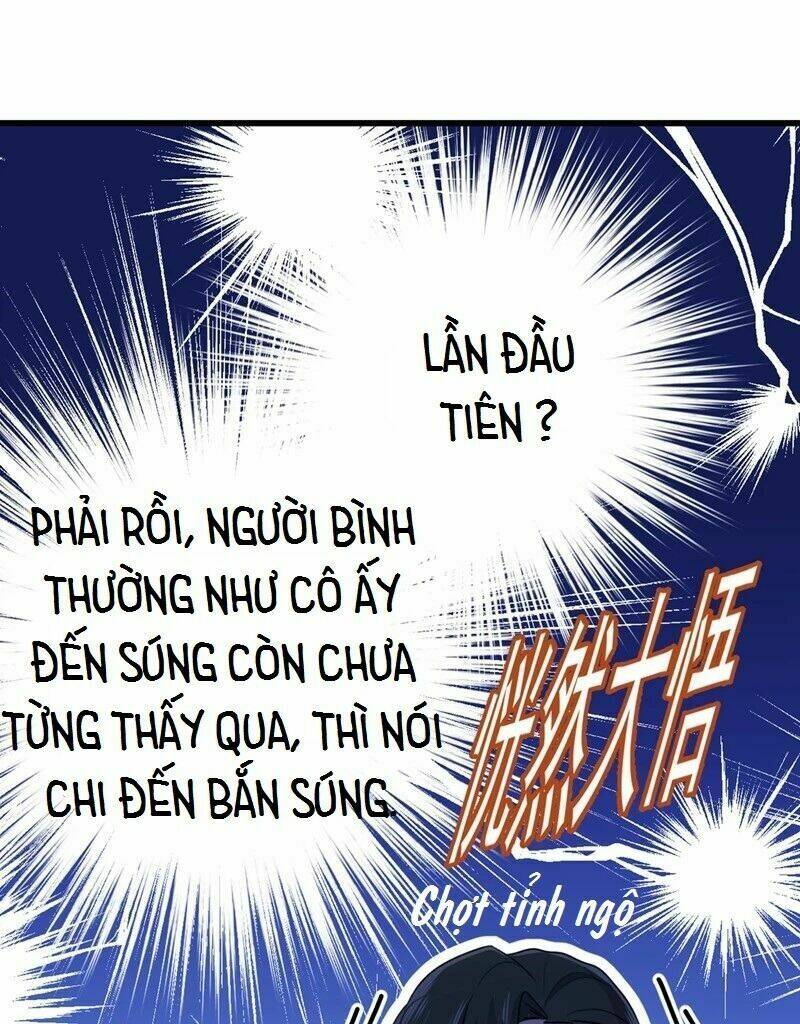 LẦN ĐẦU
TIÊN ?
PHẢI RỒI, NGƯỜI BÌNH
THƯỜNG NHƯ CÔ ẤY
ĐẾN SÚNG CÒN CHƯA
TỪNG THẤY QUA, THÌ NÓI
CHI ĐẾN BẮN SÚNG.
恍然大悟
Chợt tỉnh ngộ